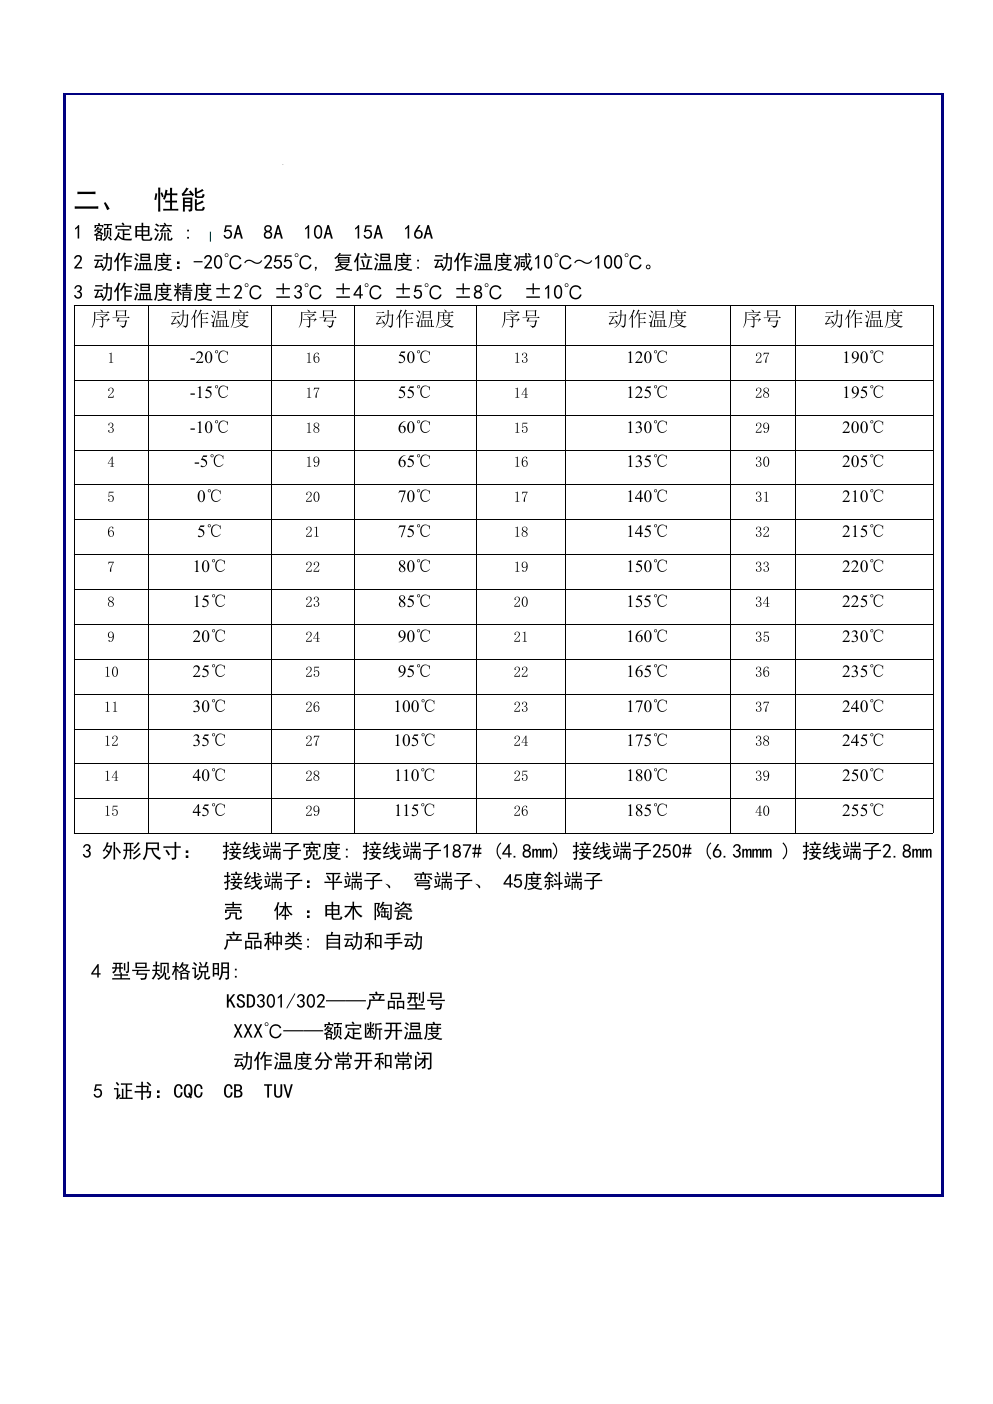 二、 性能
1 额定电流 : 5A 8A 10A 15A 16A
2 动作温度:-20℃～255℃, 复位温度: 动作温度减10℃～100℃。
3 动作温度精度±2℃ ±3℃ ±4℃ ±5℃ ±8℃ ±10℃
序号 动作温度 序号 动作温度 序号 动作温度 序号 动作温度
1 -20℃ 16 50℃ 13 120℃ 27 190℃
2 -15℃ 17 55℃ 14 125℃ 28 195℃
3 -10℃ 18 60℃ 15 130℃ 29 200℃
4 -5℃ 19 65℃ 16 135℃ 30 205℃
5 0℃ 20 70℃ 17 140℃ 31 210℃
6 5℃ 21 75℃ 18 145℃ 32 215℃
7 10℃ 22 80℃ 19 150℃ 33 220℃
8 15℃ 23 85℃ 20 155℃ 34 225℃
9 20℃ 24 90℃ 21 160℃ 35 230℃
10 25℃ 25 95℃ 22 165℃ 36 235℃
11 30℃ 26 100℃ 23 170℃ 37 240℃
12 35℃ 27 105℃ 24 175℃ 38 245℃
14 40℃ 28 110℃ 25 180℃ 39 250℃
15 45℃ 29 115℃ 26 185℃ 40 255℃
3 外形尺寸: 接线端子宽度: 接线端子187# (4.8mm) 接线端子250# (6.3mmm ) 接线端子2.8mm
接线端子:平端子、 弯端子、 45度斜端子
壳 体 :电木 陶瓷
产品种类: 自动和手动
4 型号规格说明:
KSD301/302——产品型号
XXX℃——额定断开温度
动作温度分常开和常闭
5 证书:CQC CB TUV